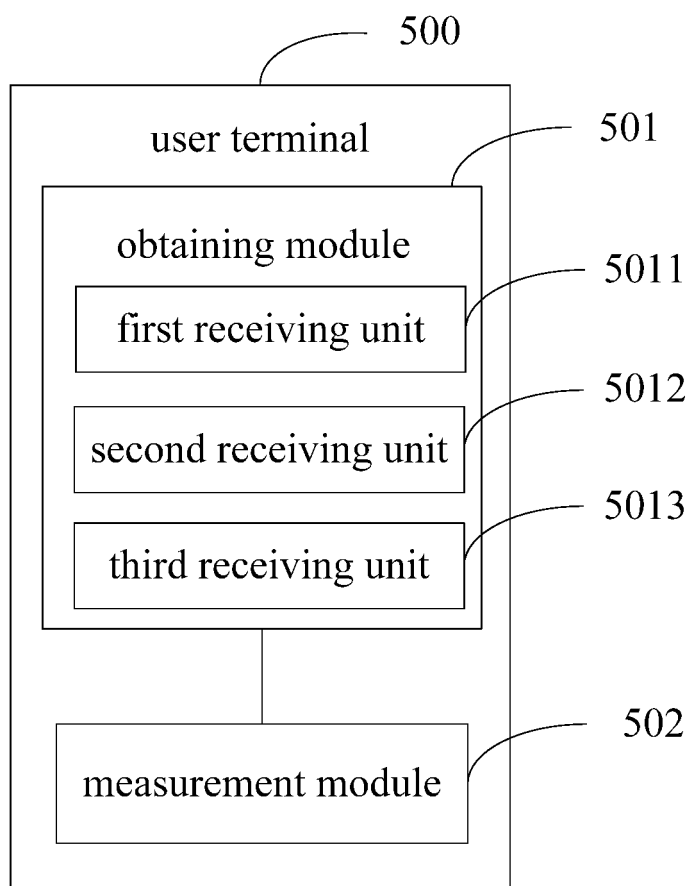 500
user terminal
501
obtaining module
5011
first receiving unit
5012
second receiving unit
5013
third receiving unit
502
measurement module